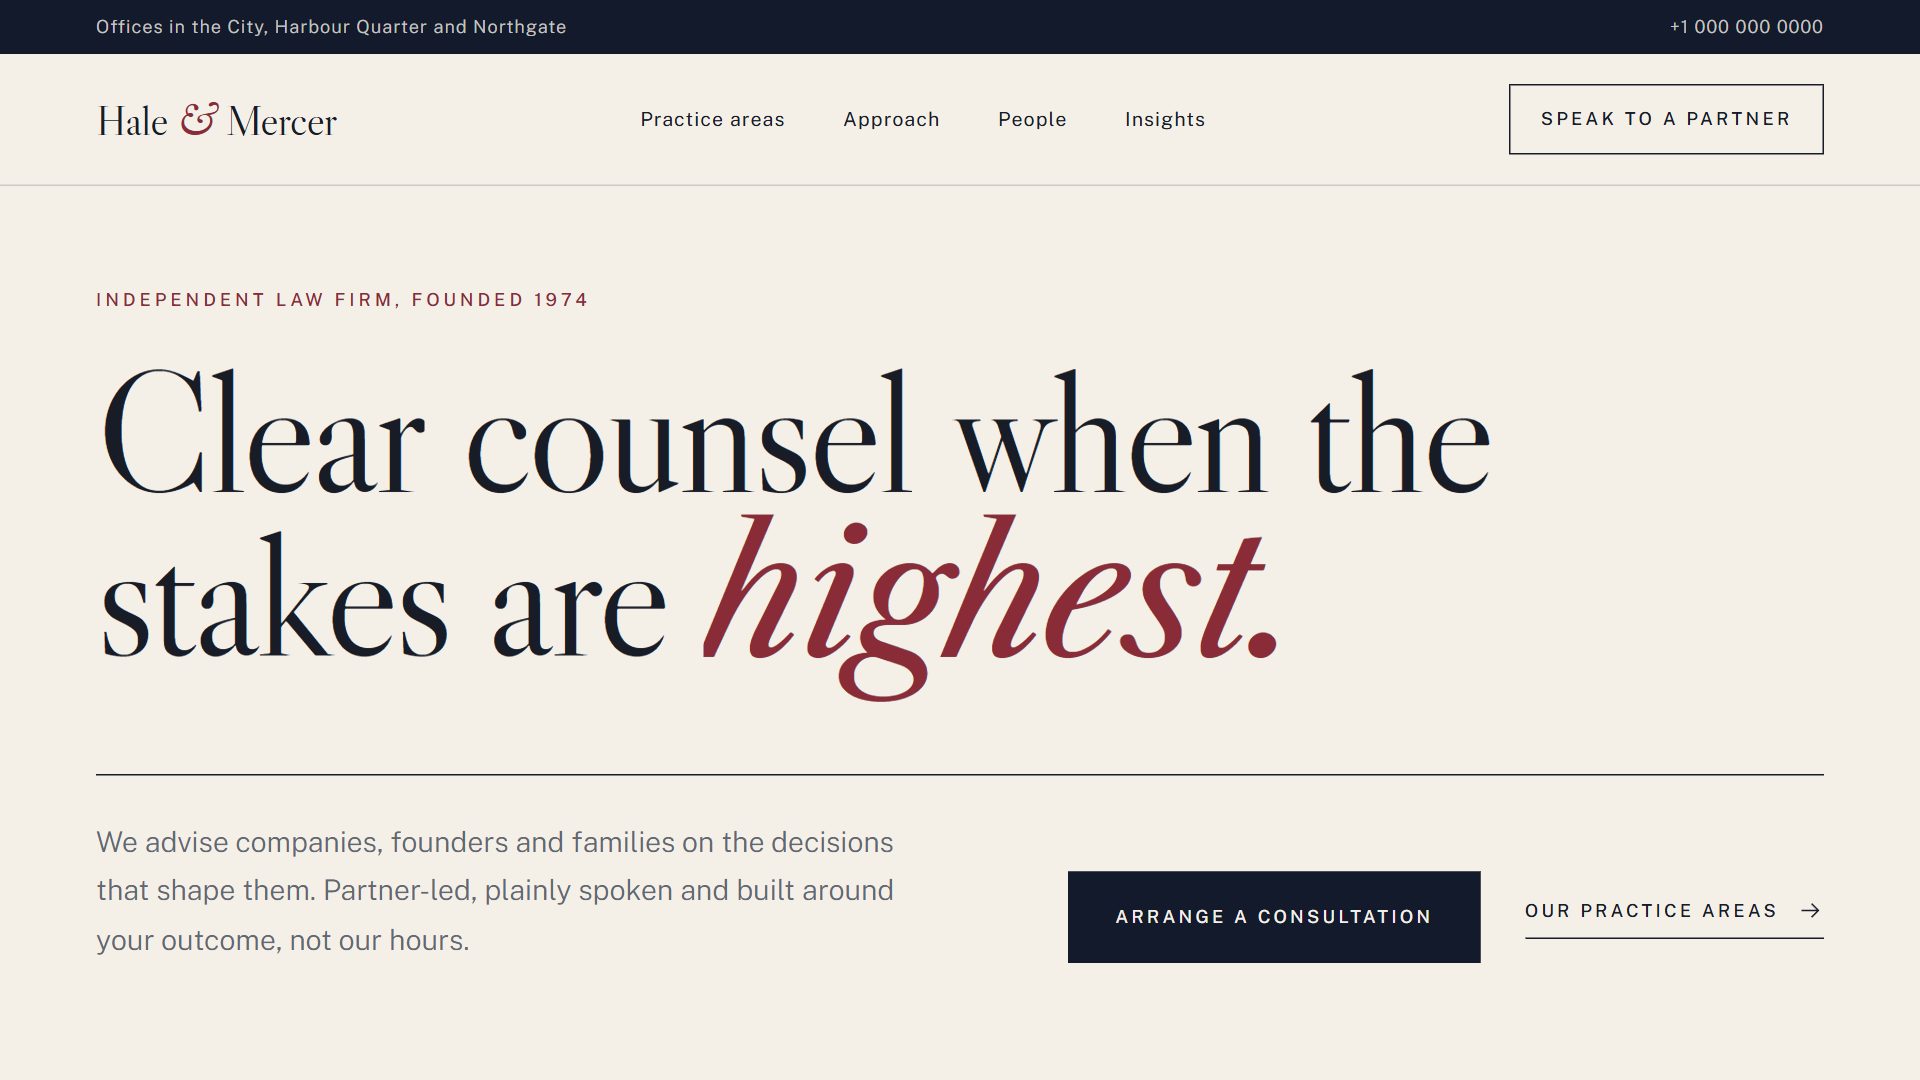 Offices in the City, Harbour Quarter and Northgate
+1 000 000 0000
Hale & Mercer
Practice areas
Approach
People
Insights
SPEAK TO A PARTNER
INDEPENDENT LAW FIRM, FOUNDED 1974
Clear counsel when the
stakes are highest.
We advise companies, founders and families on the decisions
that shape them. Partner-led, plainly spoken and built around
your outcome, not our hours.
ARRANGE A CONSULTATION
OUR PRACTICE AREAS →